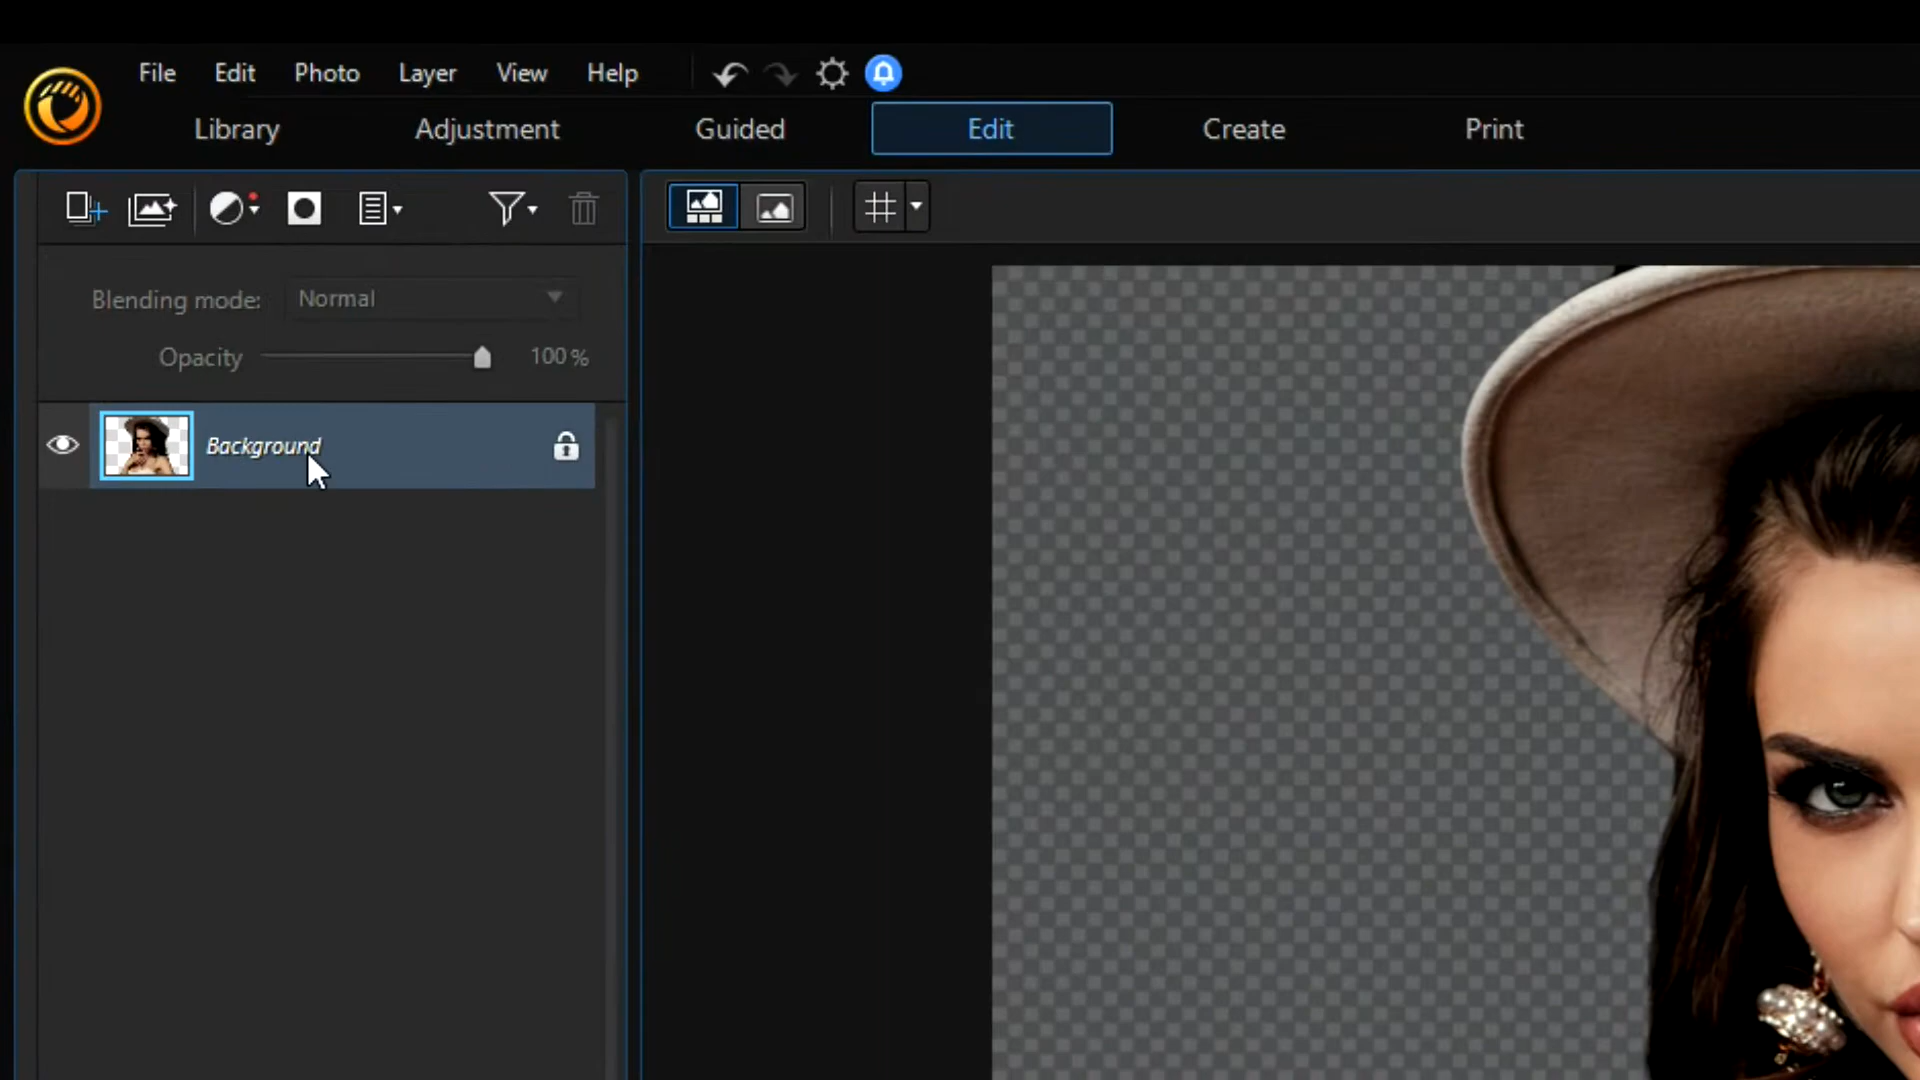 File Edit Photo Layer View Help
Library Adjustment Guided Edit Create Print
Blending mode: Normal
Opacity 100 %
Background